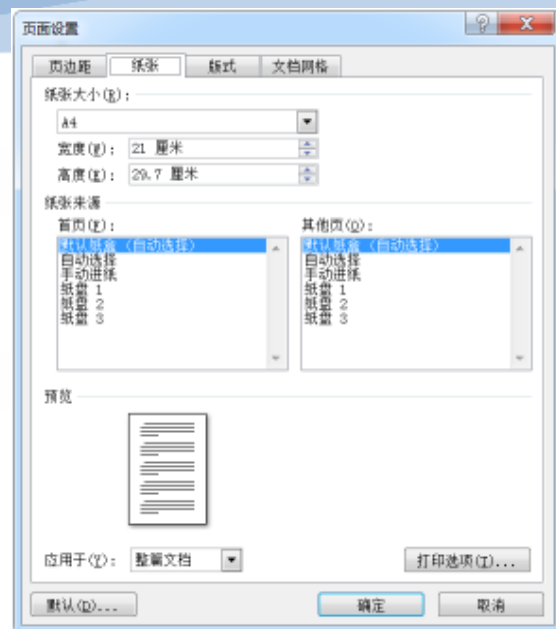 页面设置
页边距 纸张 版式 文档网格
纸张大小(R):
A4
宽度(W): 21 厘米
高度(E): 29.7 厘米
纸张来源
首页(F): 其他页(O):
默认纸盒（自动选择） 默认纸盒（自动选择）
自动选择 自动选择
手动进纸 手动进纸
纸盘 1 纸盘 1
纸盘 2 纸盘 2
纸盘 3 纸盘 3
预览
应用于(Y): 整篇文档 打印选项(T)...
默认(D)... 确定 取消